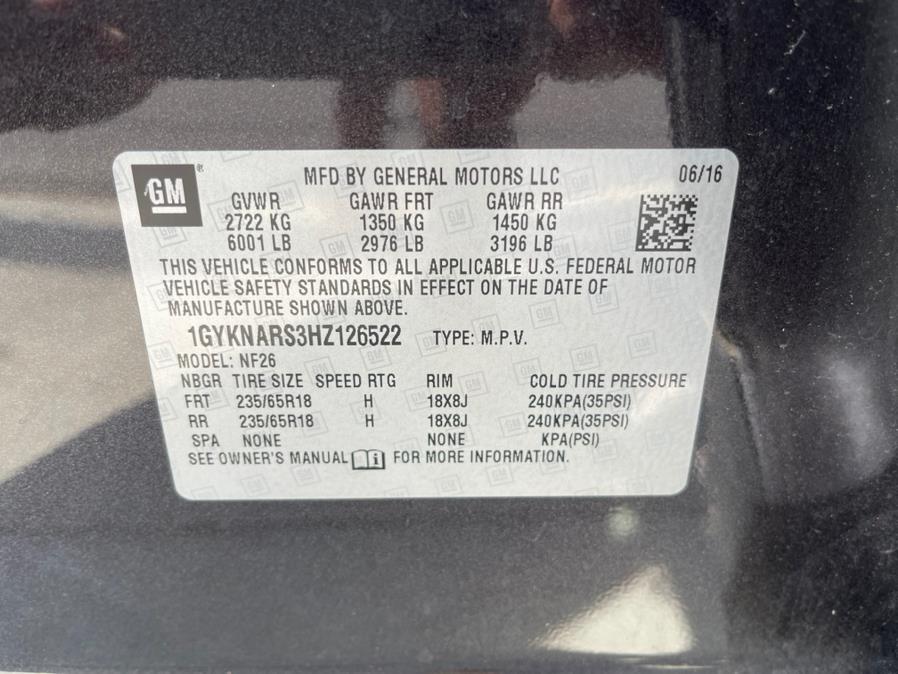 GM ® MFD BY GENERAL MOTORS LLC 06/16
GVWR GAWR FRT GAWR RR
2722 KG 1350 KG 1450 KG
6001 LB 2976 LB 3196 LB
THIS VEHICLE CONFORMS TO ALL APPLICABLE U.S. FEDERAL MOTOR
VEHICLE SAFETY STANDARDS IN EFFECT ON THE DATE OF
MANUFACTURE SHOWN ABOVE.
1GYKNARS3HZ126522 TYPE: M.P.V.
MODEL: NF26
NBGR TIRE SIZE SPEED RTG RIM COLD TIRE PRESSURE
FRT 235/65R18 H 18X8J 240KPA(35PSI)
RR 235/65R18 H 18X8J 240KPA(35PSI)
SPA NONE NONE KPA(PSI)
SEE OWNER'S MANUAL FOR MORE INFORMATION.